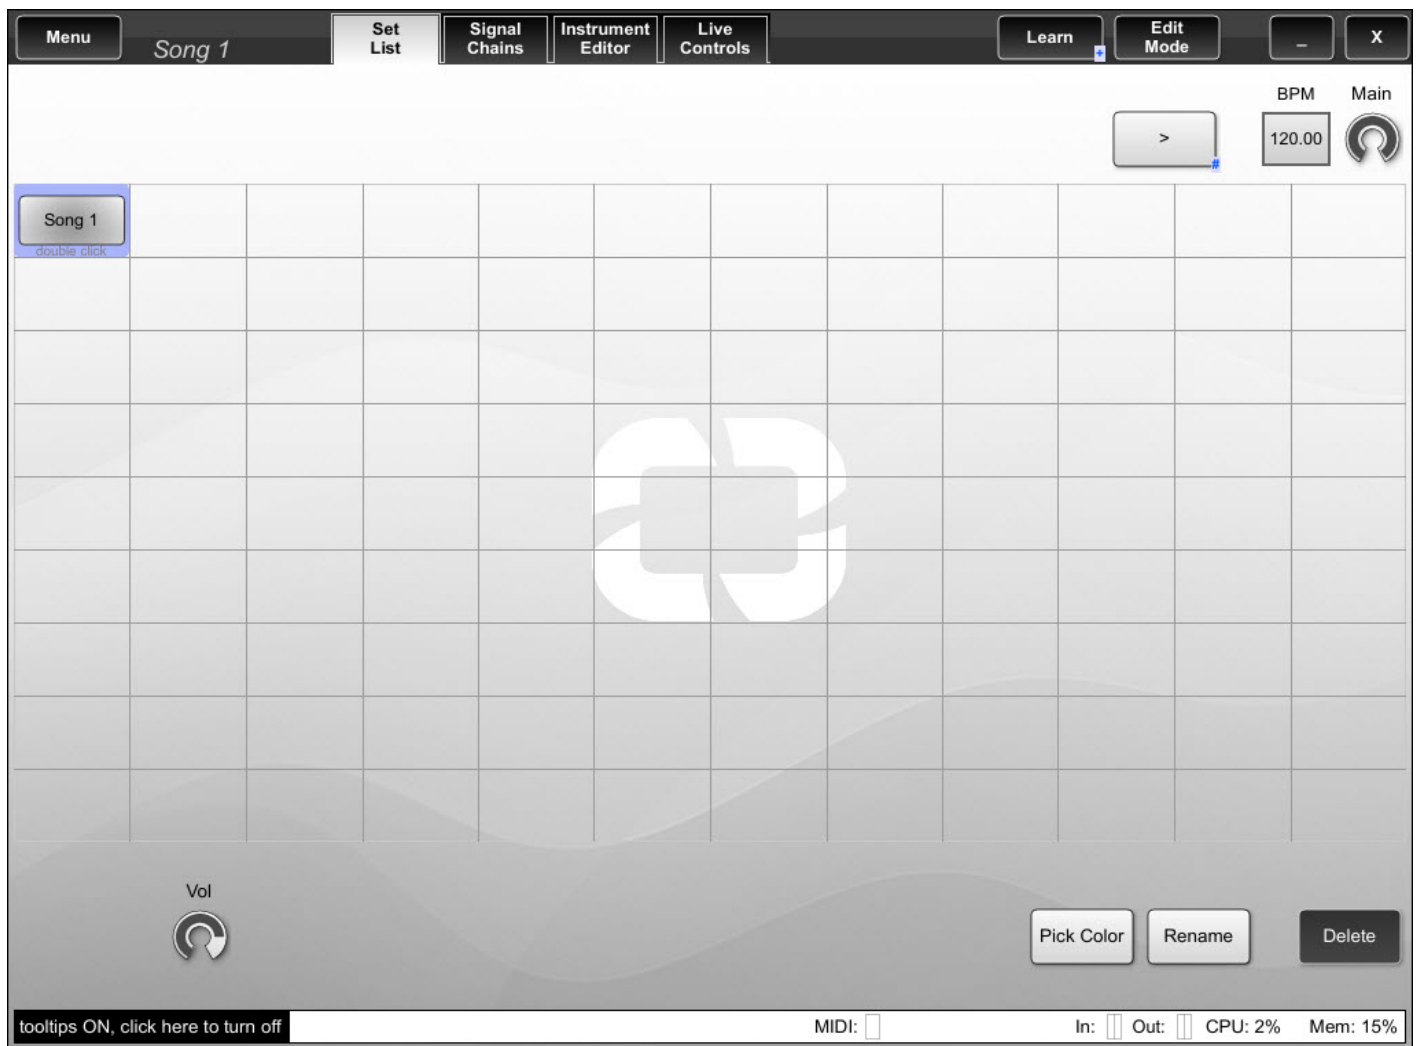 Menu
Song 1
Set
List
Signal
Chains
Instrument
Editor
Live
Controls
Learn
+
Edit
Mode
_
X
BPM
Main
>
#
120.00
Song 1
double click
Vol
Pick Color
Rename
Delete
tooltips ON, click here to turn off
MIDI:
In:
Out:
CPU: 2%
Mem: 15%